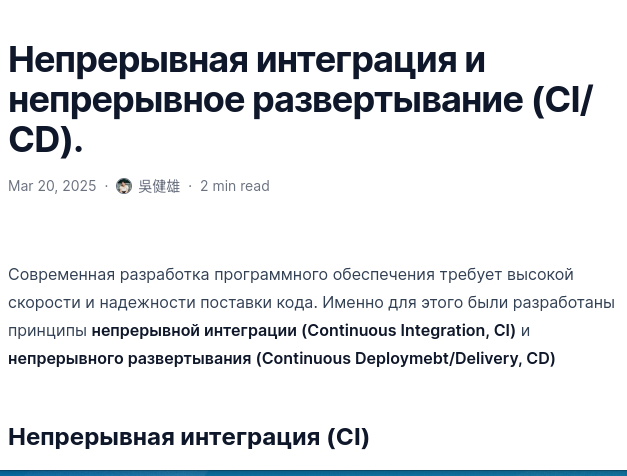 Непрерывная интеграция и
непрерывное развертывание (CI/
CD).
Mar 20, 2025 · 吳健雄 · 2 min read
Современная разработка программного обеспечения требует высокой
скорости и надежности поставки кода. Именно для этого были разработаны
принципы непрерывной интеграции (Continuous Integration, CI) и
непрерывного развертывания (Continuous Deploymebt/Delivery, CD)
Непрерывная интеграция (CI)